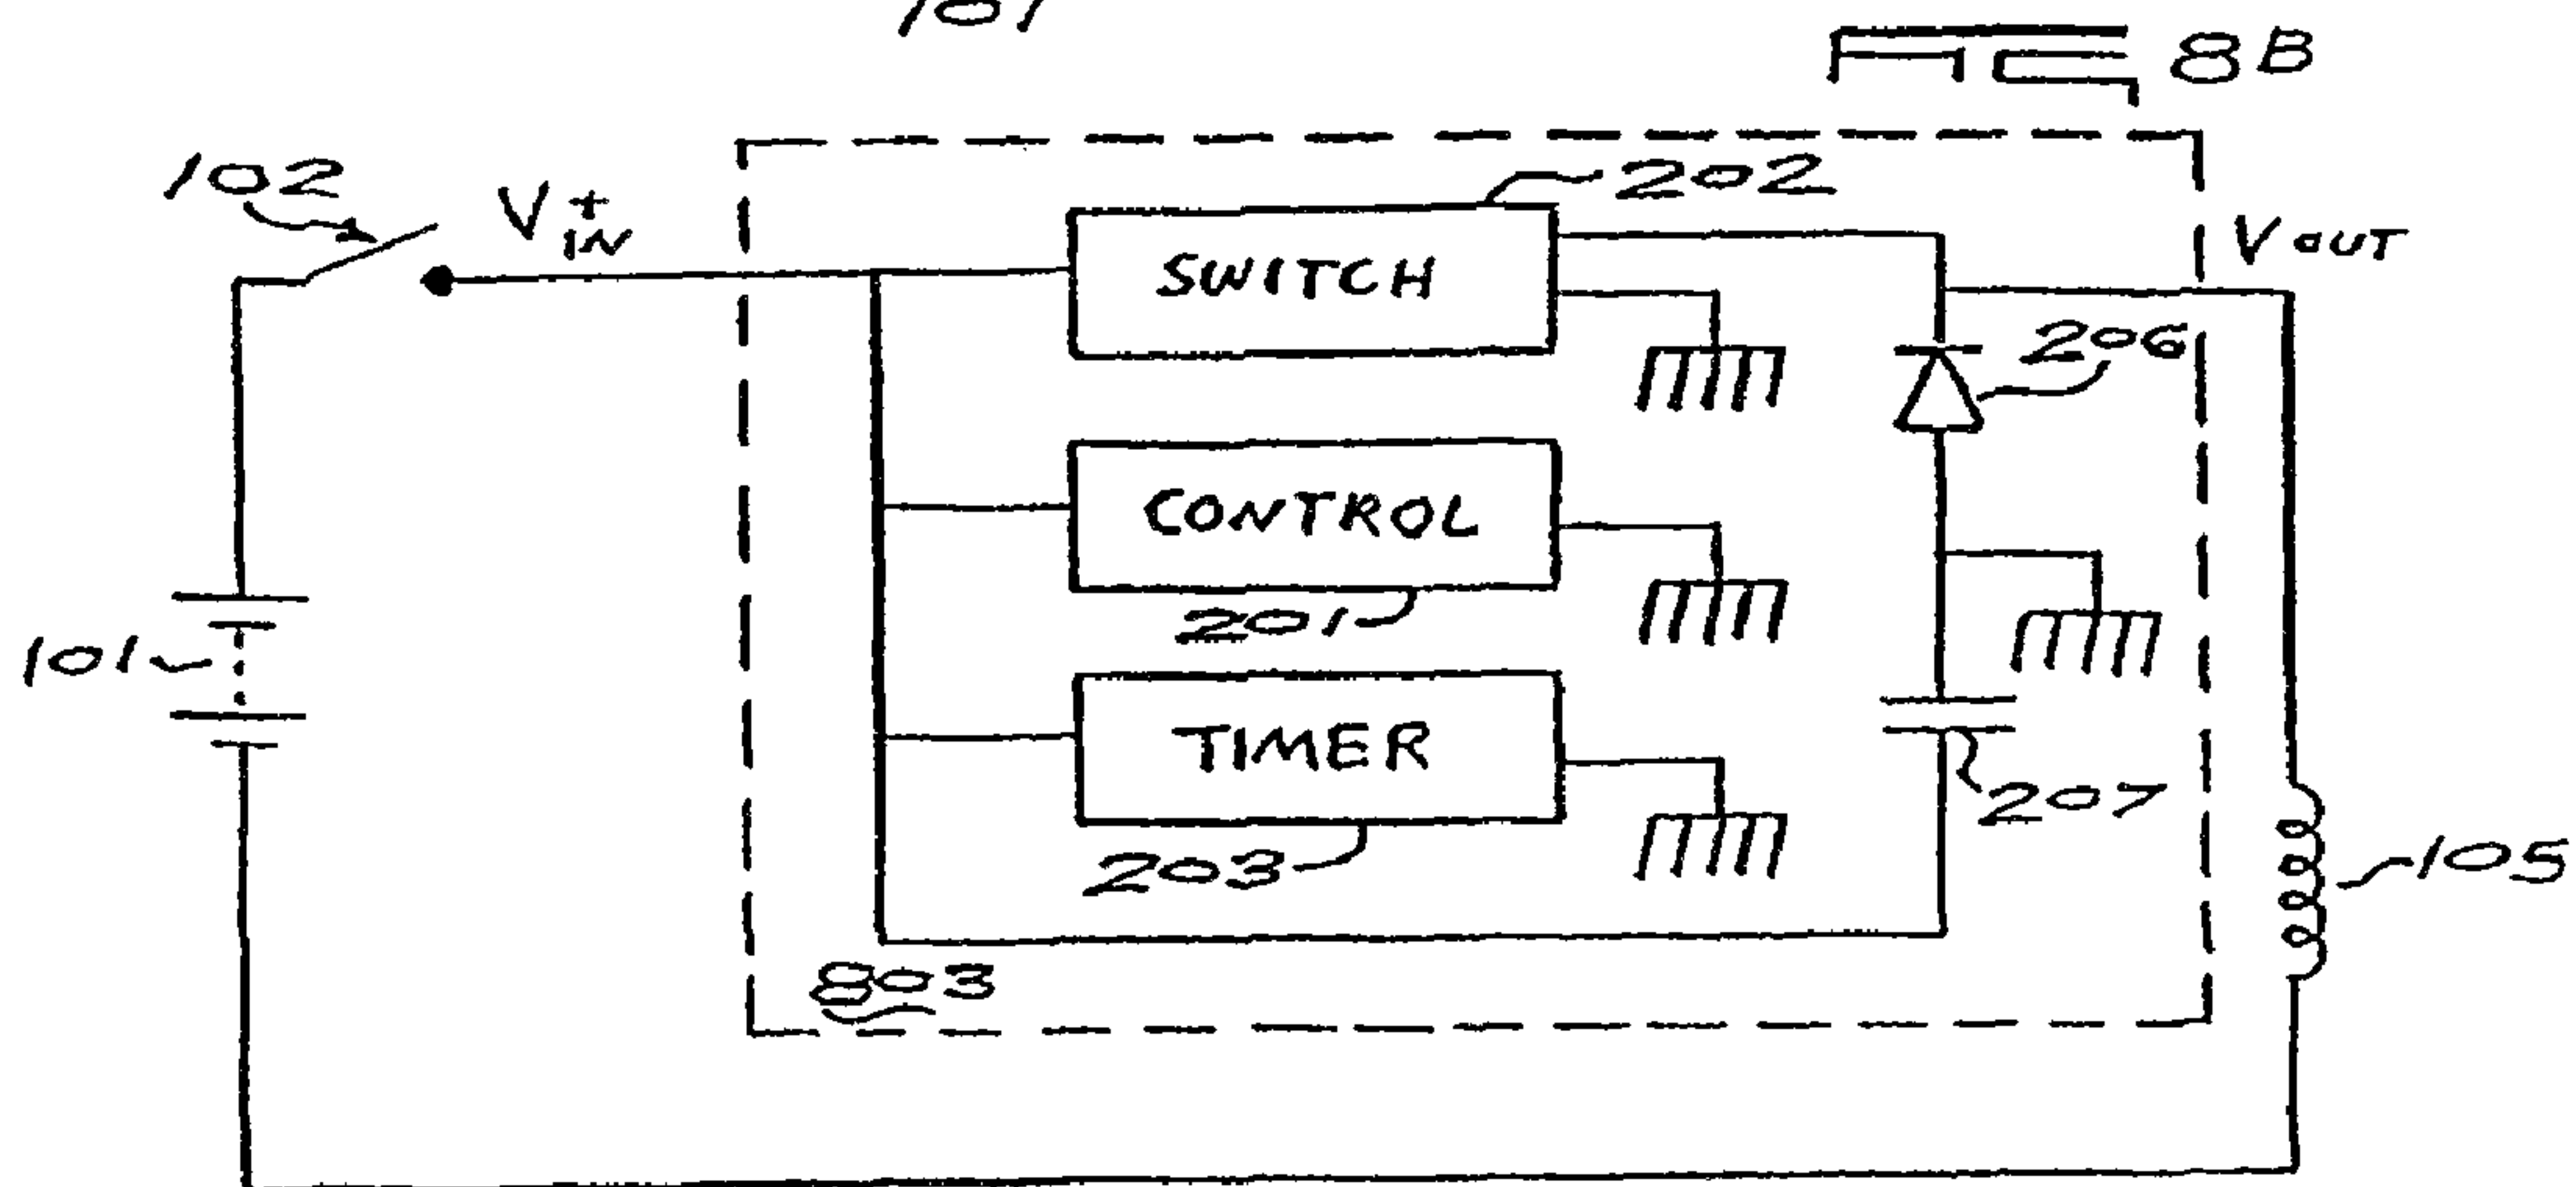 101
FIG 8B
102
V+ IN
202
SWITCH
VOUT
206
CONTROL
201
101
TIMER
207
203
105
803